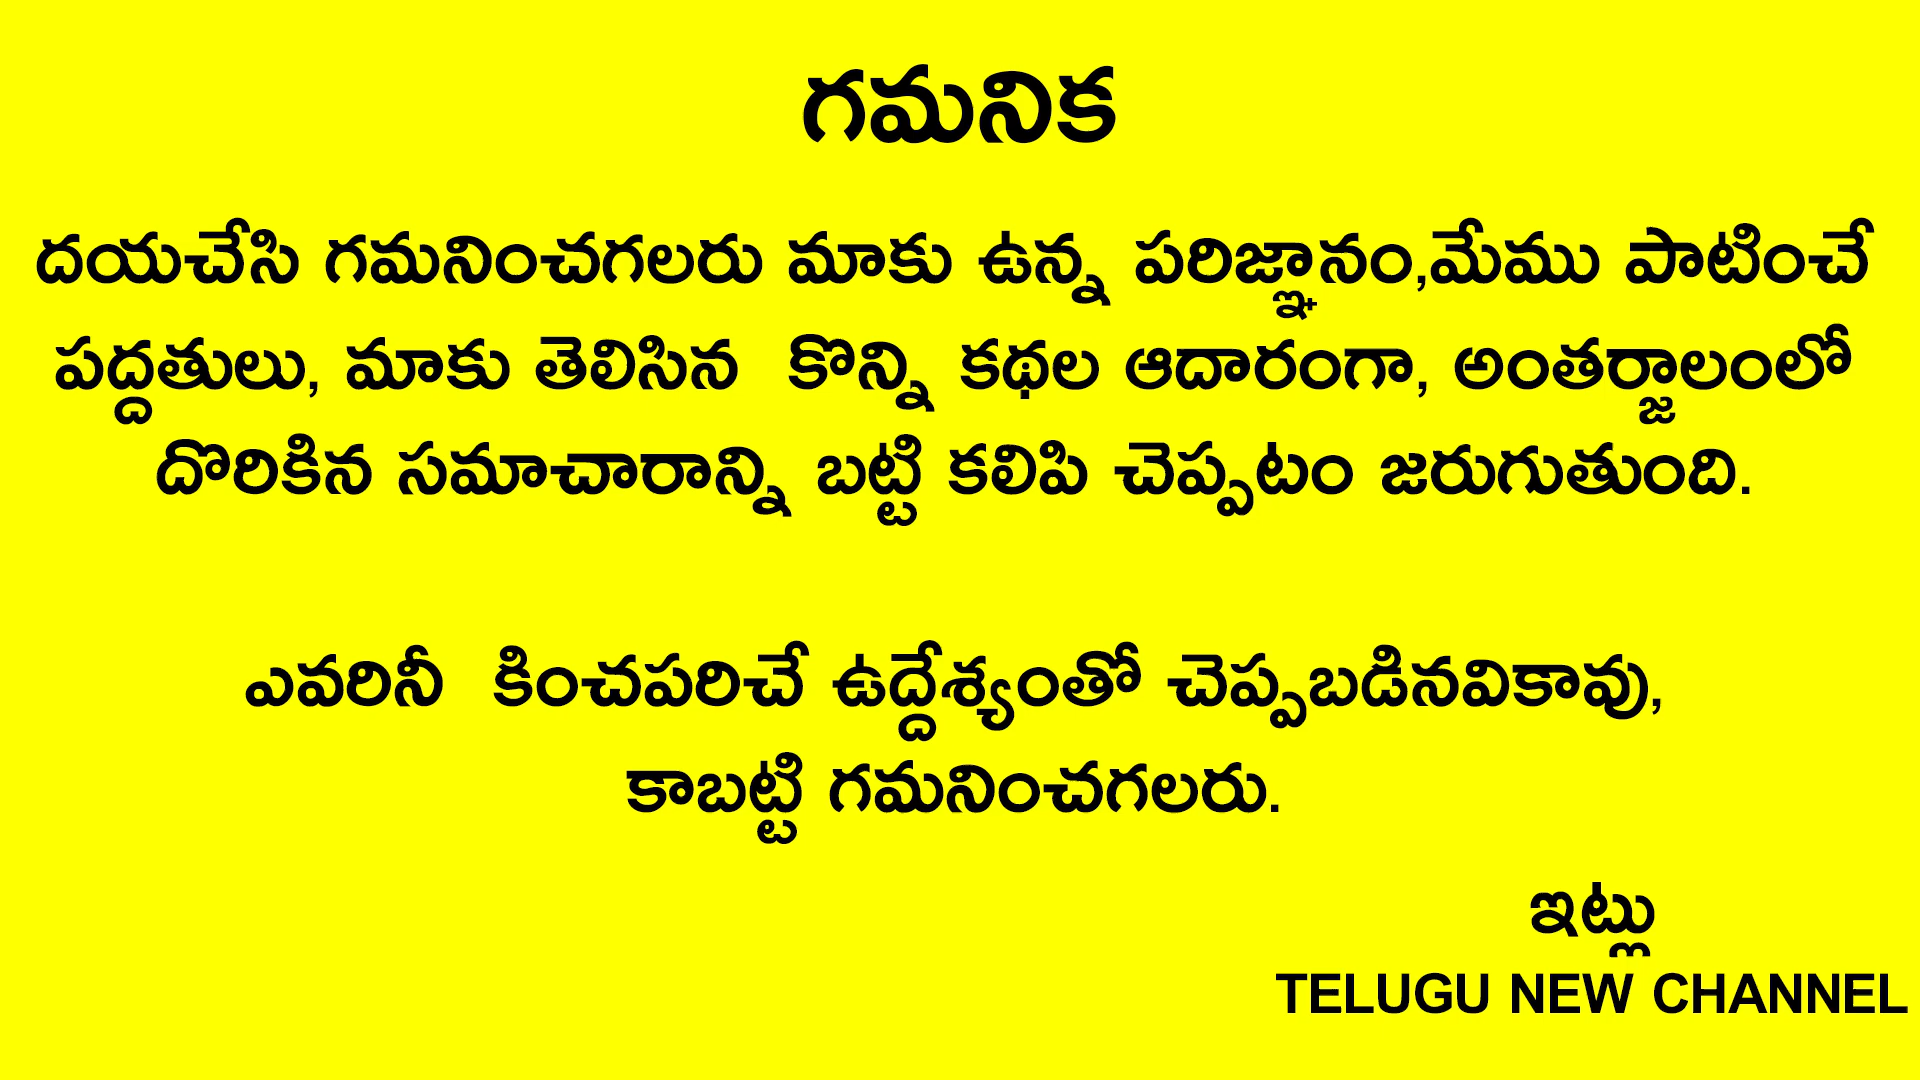 గమనిక
దయచేసి గమనించగలరు మాకు ఉన్న పరిజ్ఞానం,మేము పాటించే
పద్దతులు, మాకు తెలిసిన కొన్ని కథల ఆదారంగా, అంతర్జాలంలో
దొరికిన సమాచారాన్ని బట్టి కలిపి చెప్పటం జరుగుతుంది.
ఎవరినీ కించపరిచే ఉద్దేశ్యంతో చెప్పబడినవికావు,
కాబట్టి గమనించగలరు.
ఇట్లు
TELUGU NEW CHANNEL